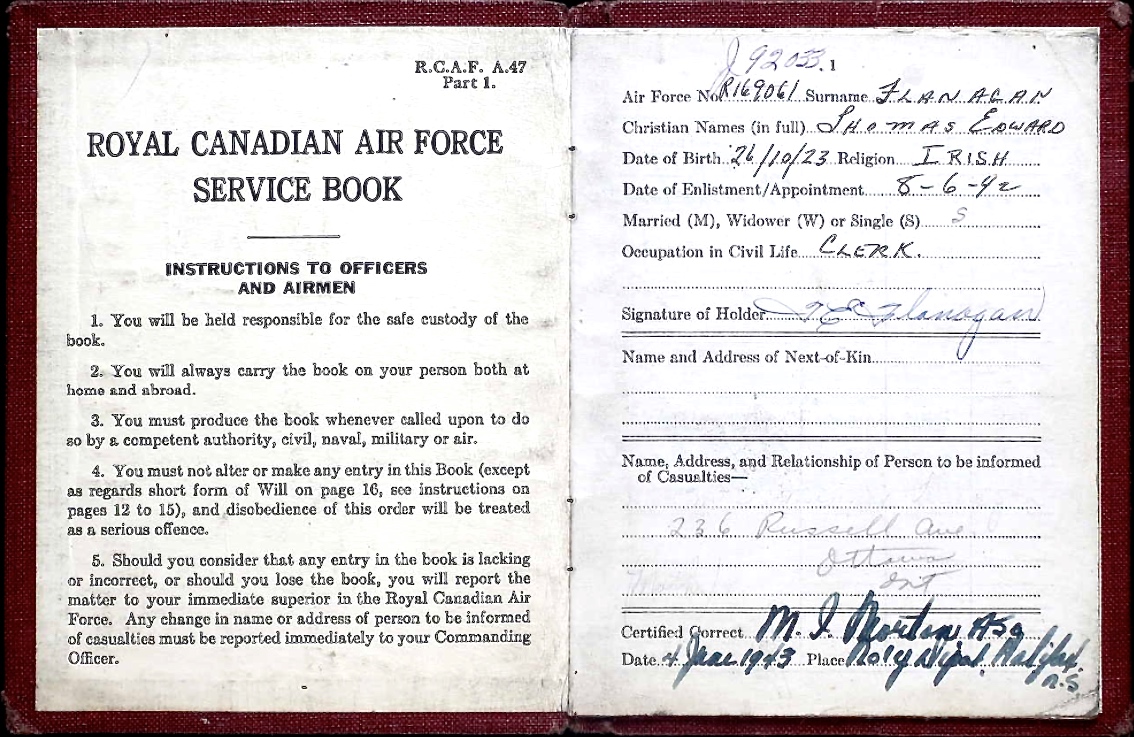 R.C.A.F. A.47
Part 1.
ROYAL CANADIAN AIR FORCE
SERVICE BOOK
INSTRUCTIONS TO OFFICERS
AND AIRMEN
1. You will be held responsible for the safe custody of the
book.
2. You will always carry the book on your person both at
home and abroad.
3. You must produce the book whenever called upon to do
so by a competent authority, civil, naval, military or air.
4. You must not alter or make any entry in this Book (except
as regards short form of Will on page 16, see instructions on
pages 12 to 15), and disobedience of this order will be treated
as a serious offence.
5. Should you consider that any entry in the book is lacking
or incorrect, or should you lose the book, you will report the
matter to your immediate superior in the Royal Canadian Air
Force. Any change in name or address of person to be informed
of casualties must be reported immediately to your Commanding
Officer.
J 92033. 1
Air Force No. R169061 Surname FLANAGAN
Christian Names (in full) THOMAS EDWARD
Date of Birth 26/10/23 Religion IRISH
Date of Enlistment/Appointment 8-6-42
Married (M), Widower (W) or Single (S) S
Occupation in Civil Life CLERK.
Signature of Holder T E Flanagan
Name and Address of Next-of-Kin
Name, Address, and Relationship of Person to be informed
of Casualties—
236 Russell Ave
Ottawa
Ont
Certified Correct M I Morton
Date 4 June 1943 Place Halifax.
N.S